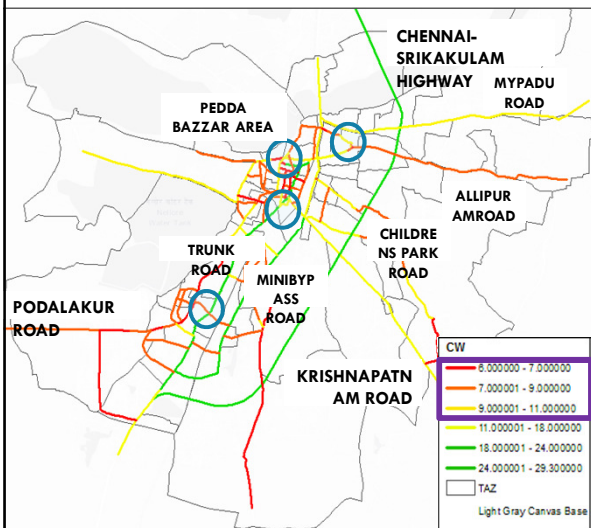 CHENNAI-
SRIKAKULAM
HIGHWAY
MYPADU
ROAD
PEDDA
BAZZAR AREA
ALLIPUR
AMROAD
CHILDRE
NS PARK
ROAD
TRUNK
ROAD
MINIBYP
ASS
ROAD
PODALAKUR
ROAD
KRISHNAPATN
AM ROAD
CW
6.000000 - 7.000000
7.000001 - 9.000000
9.000001 - 11.000000
11.000001 - 18.000000
18.000001 - 24.000000
24.000001 - 29.300000
TAZ
Light Gray Canvas Base